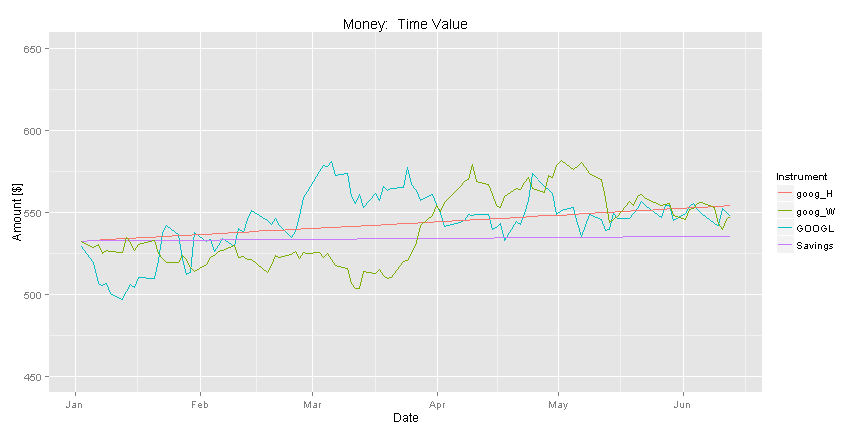 Money:  Time Value
Amount [$]
650
600
550
500
450
Jan
Feb
Mar
Apr
May
Jun
Date
Instrument
goog_H
goog_W
GOOGL
Savings